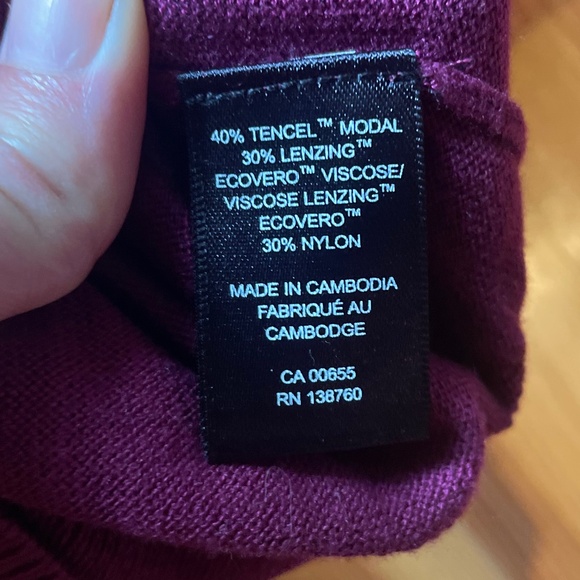 40% TENCEL™ MODAL
30% LENZING™
ECOVERO™ VISCOSE/
VISCOSE LENZING™
ECOVERO™
30% NYLON
MADE IN CAMBODIA
FABRIQUÉ AU
CAMBODGE
CA 00655
RN 138760